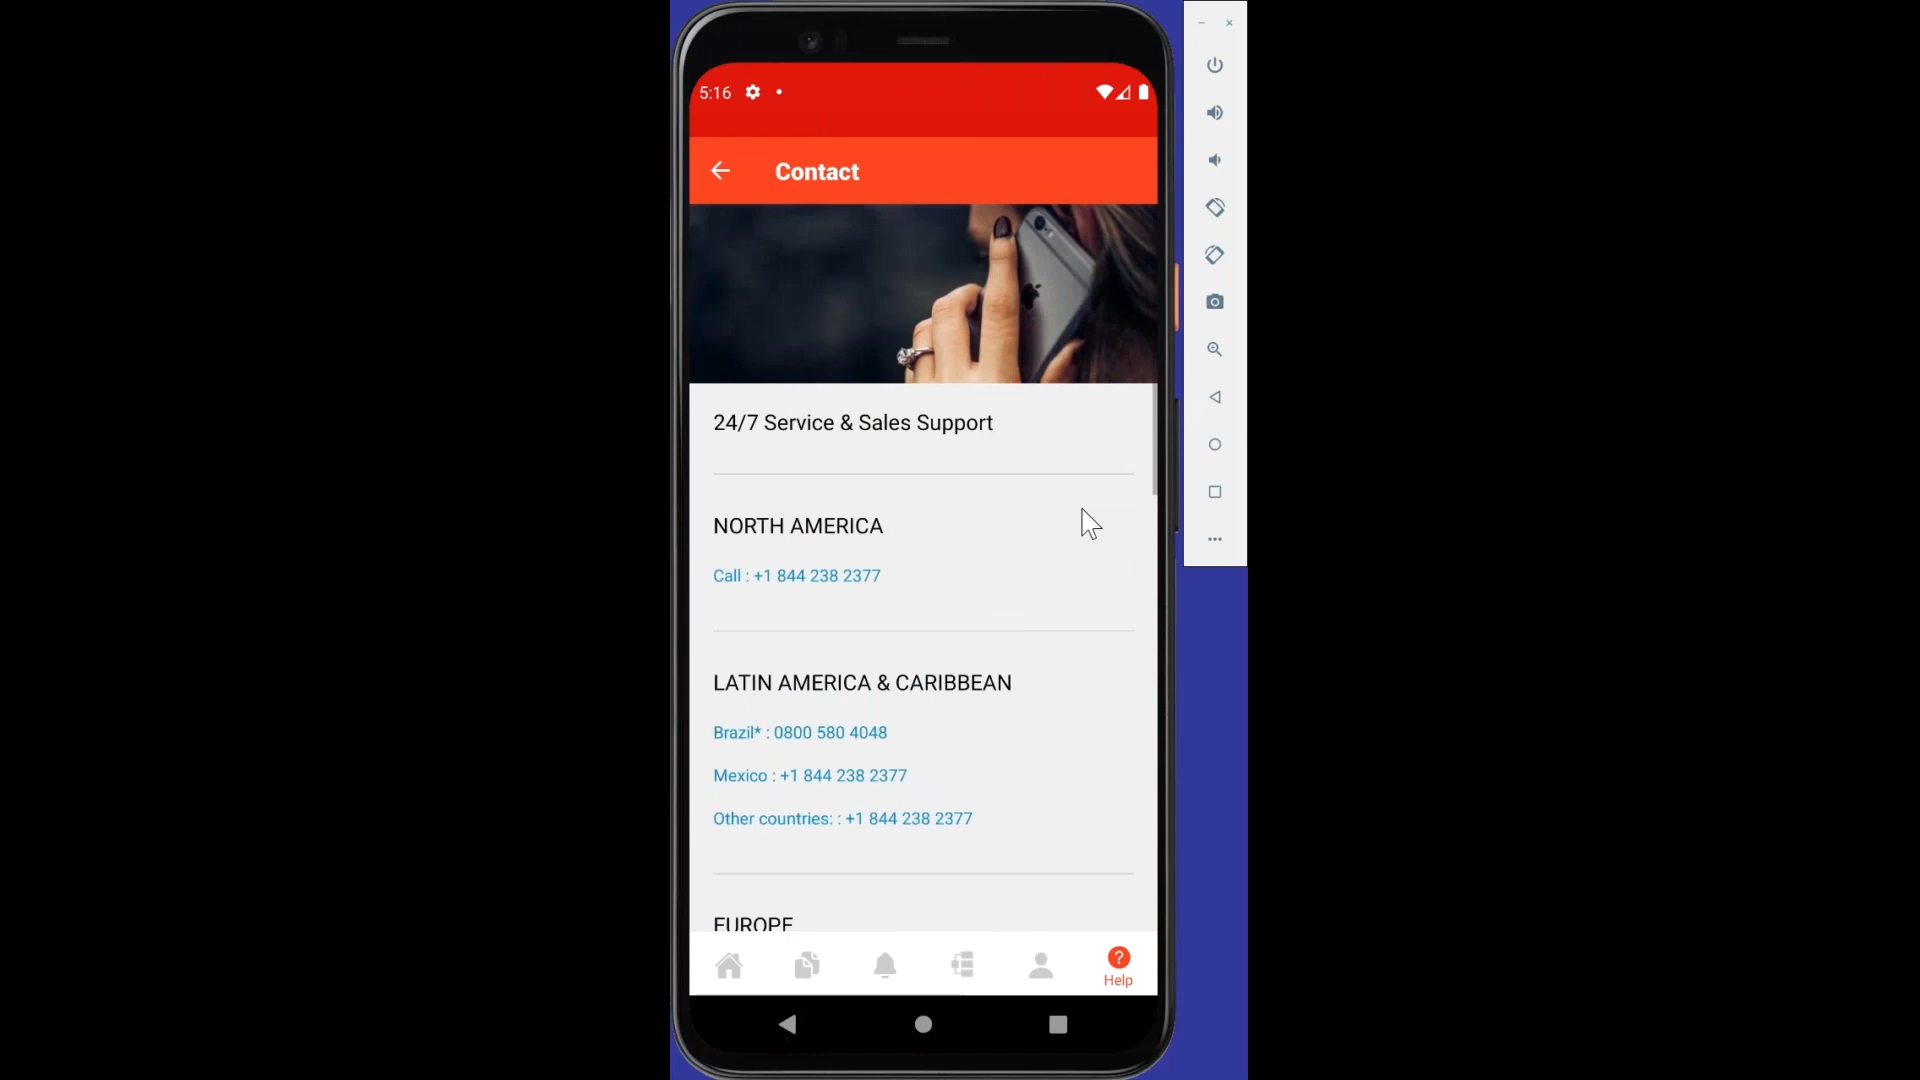 5:16
Contact
24/7 Service & Sales Support
NORTH AMERICA
Call : +1 844 238 2377
LATIN AMERICA & CARIBBEAN
Brazil* : 0800 580 4048
Mexico : +1 844 238 2377
Other countries: : +1 844 238 2377
EUROPE
?
Help